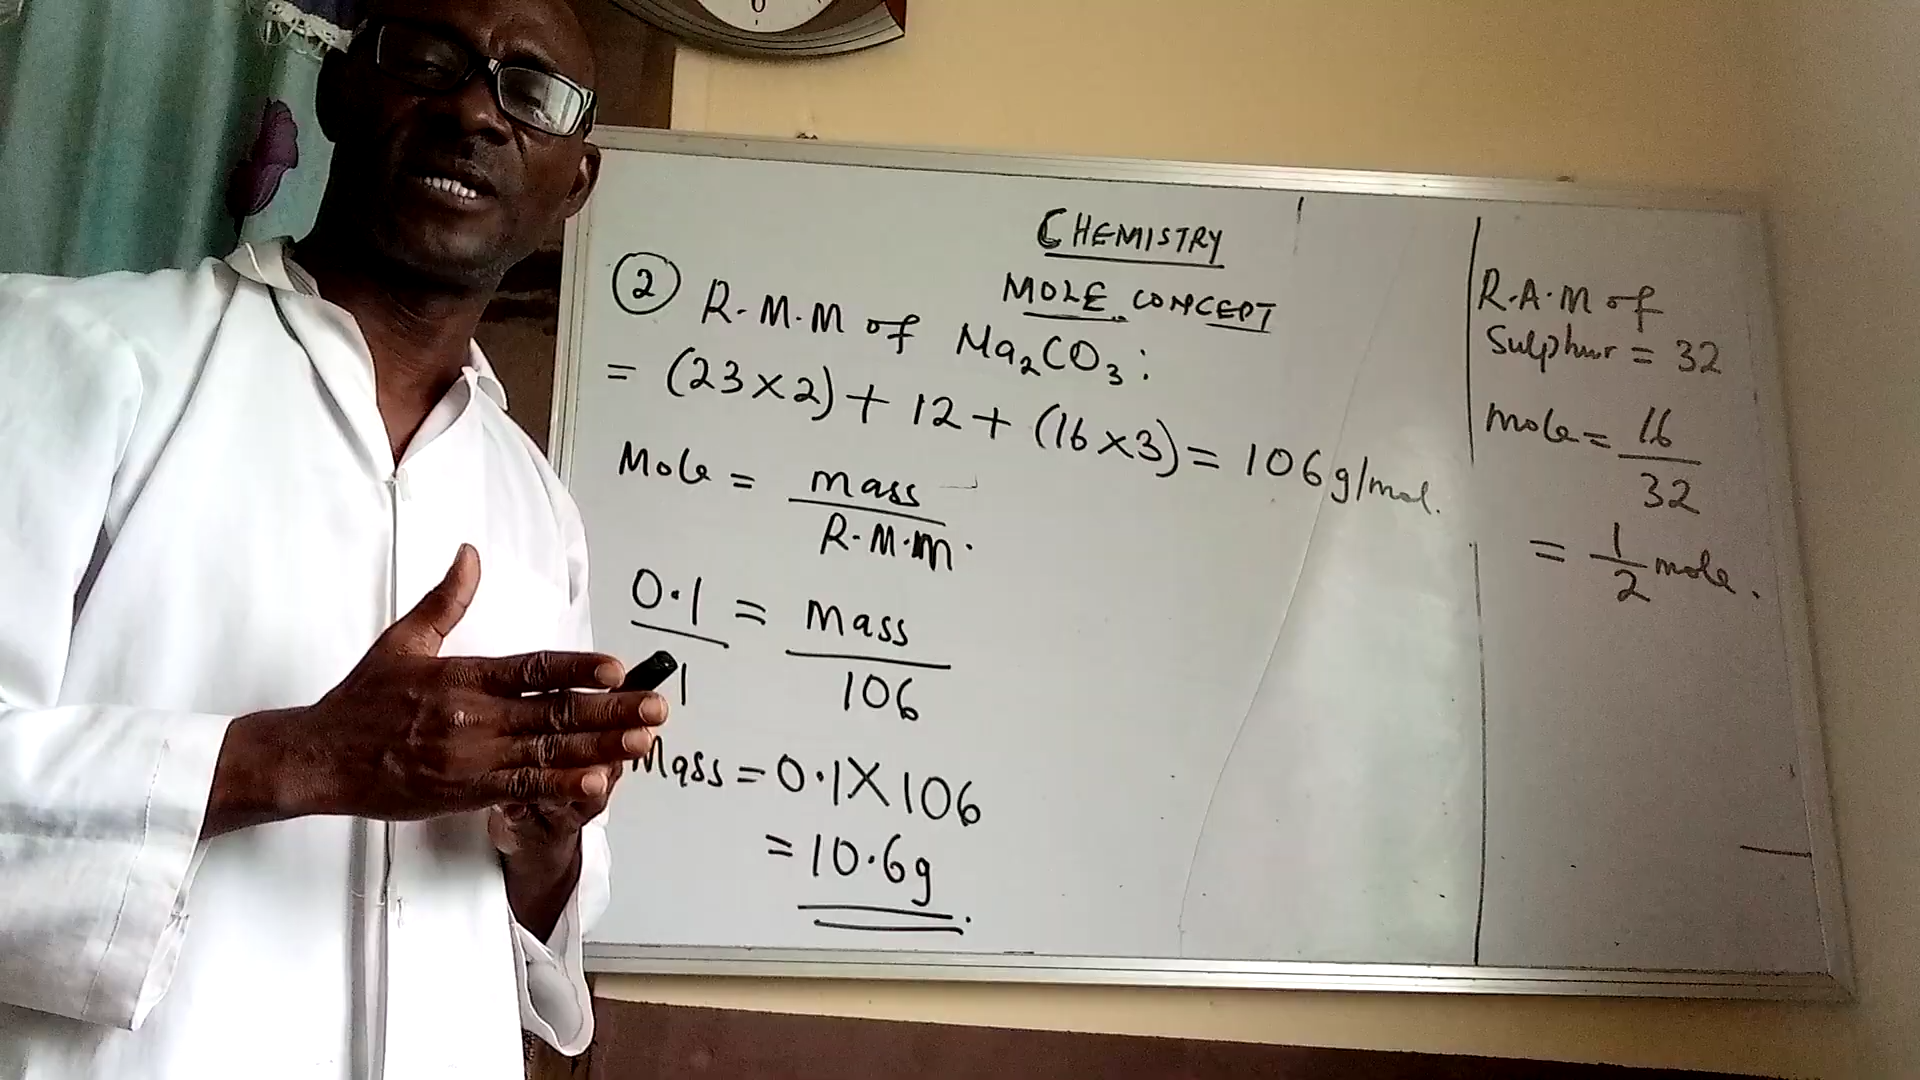 CHEMISTRY
MOLE CONCEPT
② R.M.M of Na₂CO₃:
= (23×2) + 12 + (16×3) = 106g/mol.
Mole = mass / R.M.M.
0.1 / 1 = mass / 106
Mass = 0.1 × 106
= 10.6g.
R.A.M of
Sulphur = 32
mole = 16 / 32
= 1/2 mole.